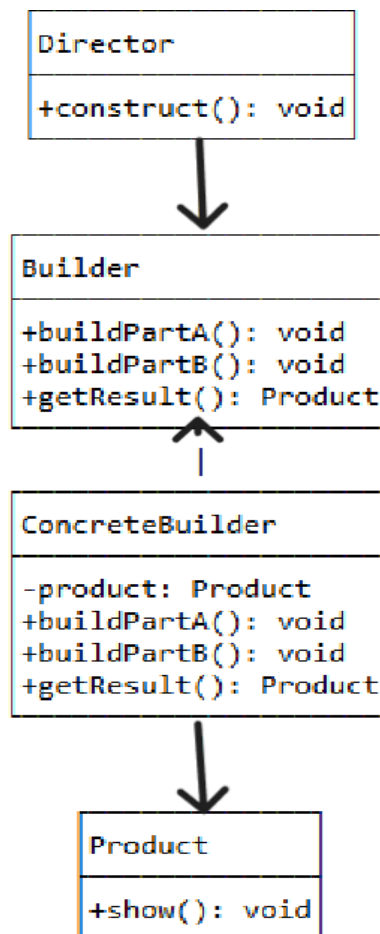 Director
+construct(): void
Builder
+buildPartA(): void
+buildPartB(): void
+getResult(): Product
ConcreteBuilder
-product: Product
+buildPartA(): void
+buildPartB(): void
+getResult(): Product
Product
+show(): void